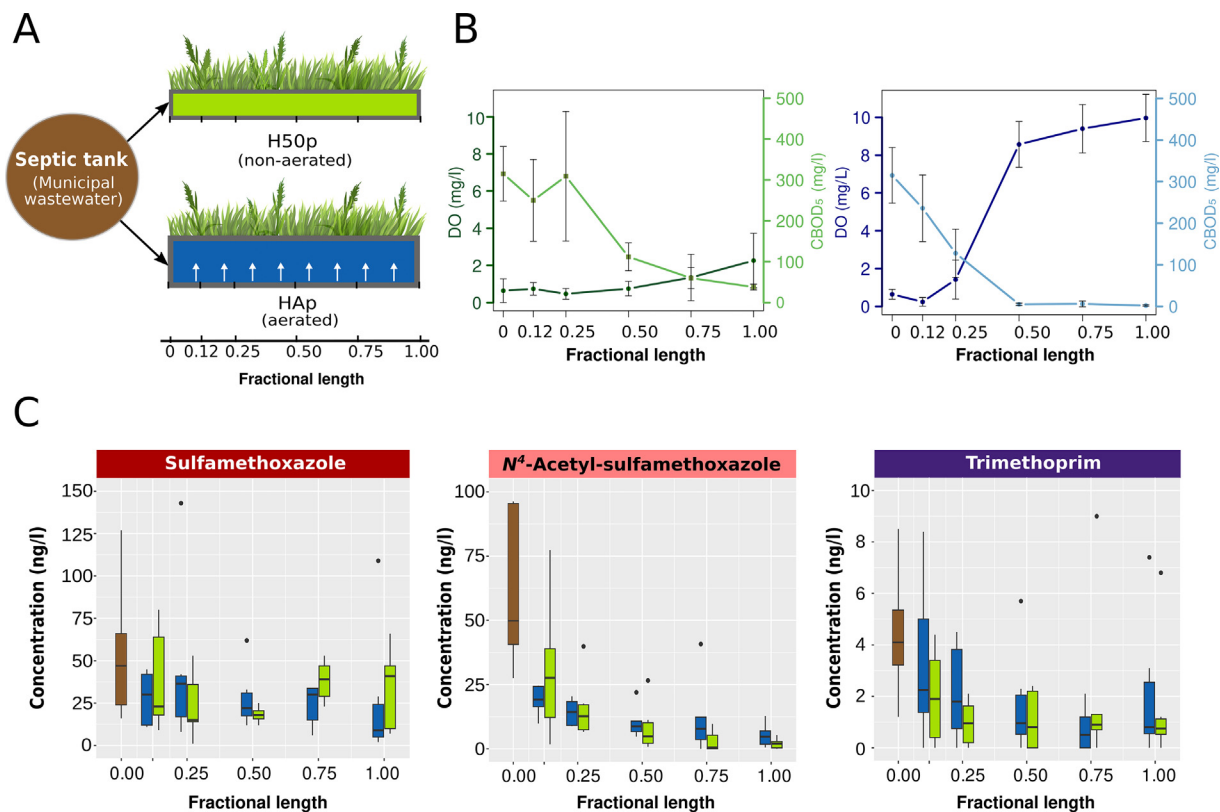 A
Septic tank
(Municipal
wastewater)
H50p
(non-aerated)
HAp
(aerated)
0 0.12 0.25 0.50 0.75 1.00
Fractional length
B
DO (mg/l)
10
8
6
4
2
0
500
400
300
200
100
0
CBOD₅ (mg/l)
0 0.12 0.25 0.50 0.75 1.00
Fractional length
DO (mg/L)
10
8
6
4
2
0
500
400
300
200
100
0
CBOD₅ (mg/l)
0 0.12 0.25 0.50 0.75 1.00
Fractional length
C
Sulfamethoxazole
Concentration (ng/l)
150
125
100
75
50
25
0
0.00 0.25 0.50 0.75 1.00
Fractional length
N⁴-Acetyl-sulfamethoxazole
Concentration (ng/l)
100
75
50
25
0
0.00 0.25 0.50 0.75 1.00
Fractional length
Trimethoprim
Concentration (ng/l)
10
8
6
4
2
0
0.00 0.25 0.50 0.75 1.00
Fractional length